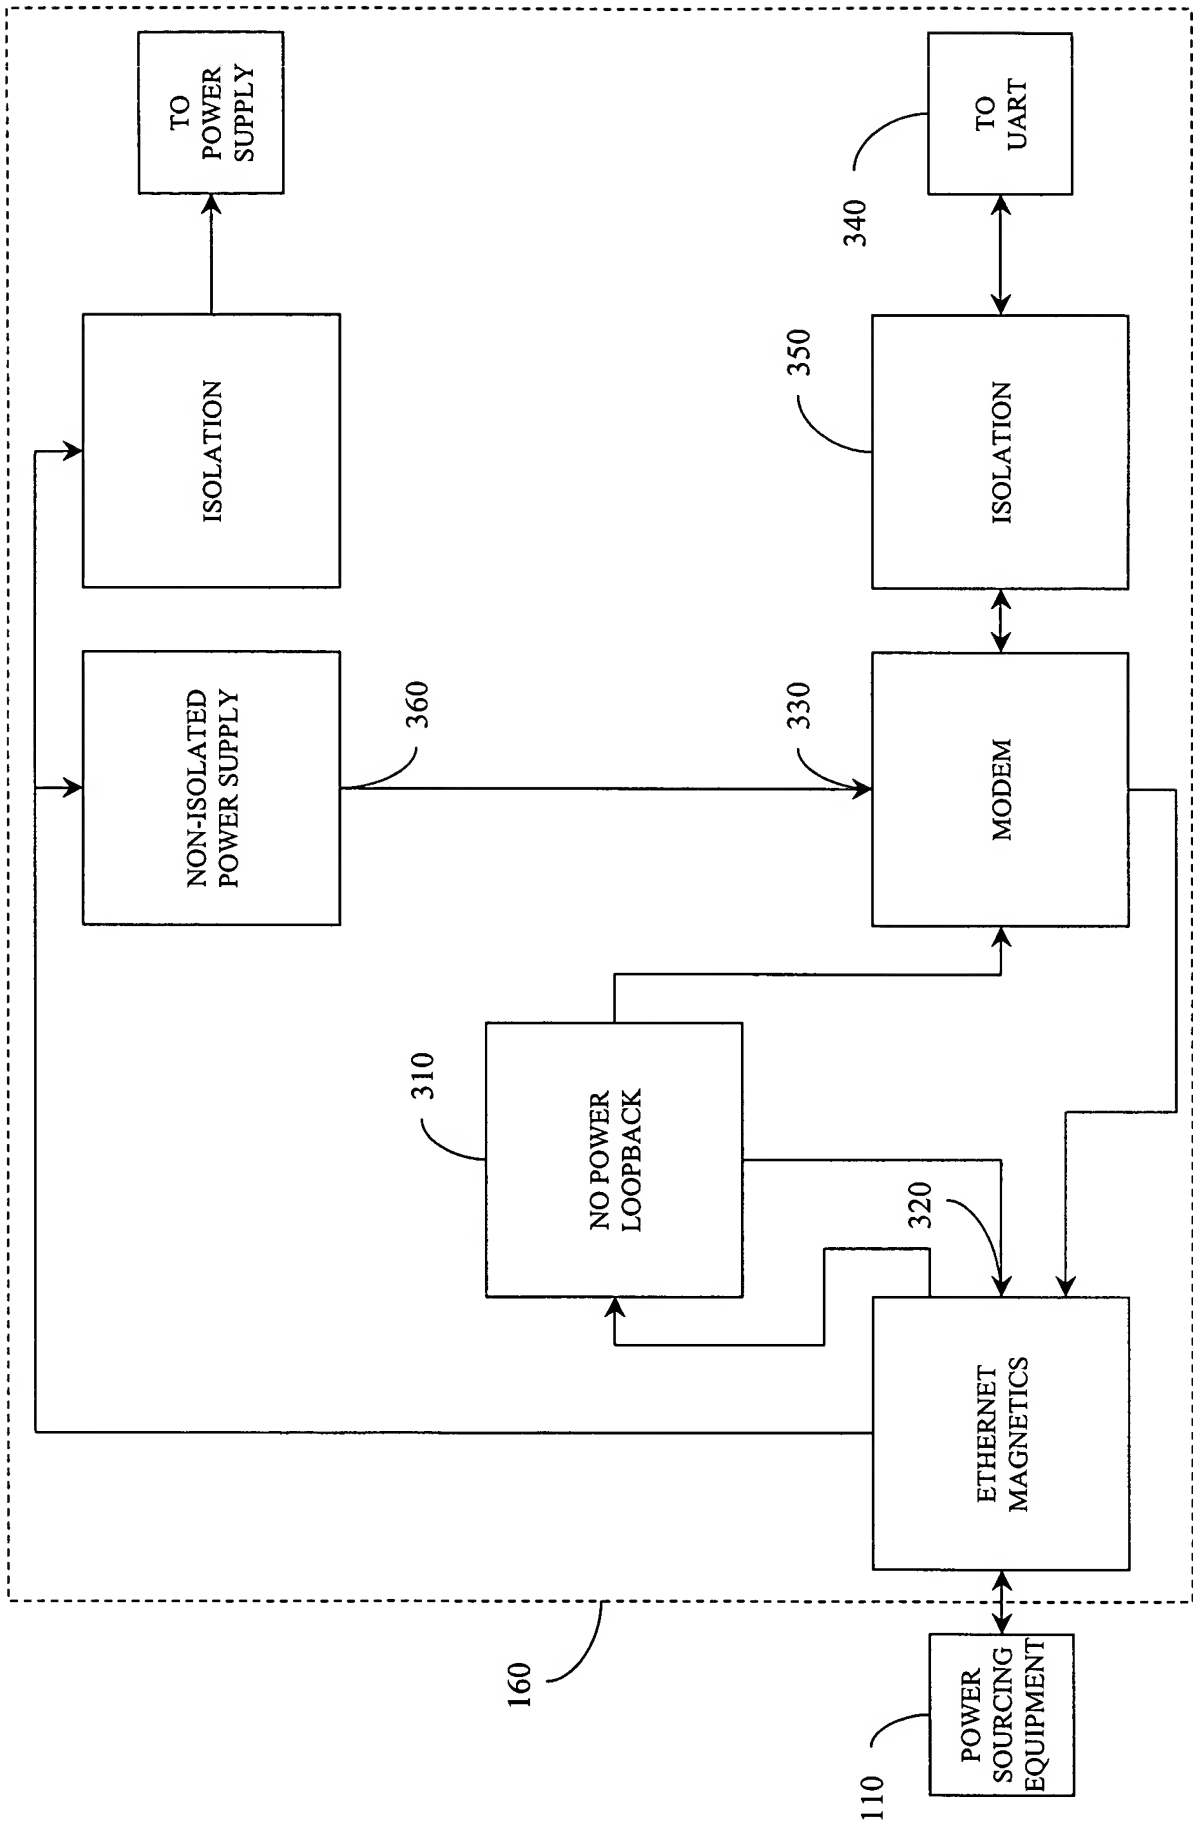 TO
POWER
SUPPLY
ISOLATION
NON-ISOLATED
POWER SUPPLY
360
310
NO POWER
LOOPBACK
330
MODEM
350
ISOLATION
340
TO
UART
320
ETHERNET
MAGNETICS
160
110
POWER
SOURCING
EQUIPMENT